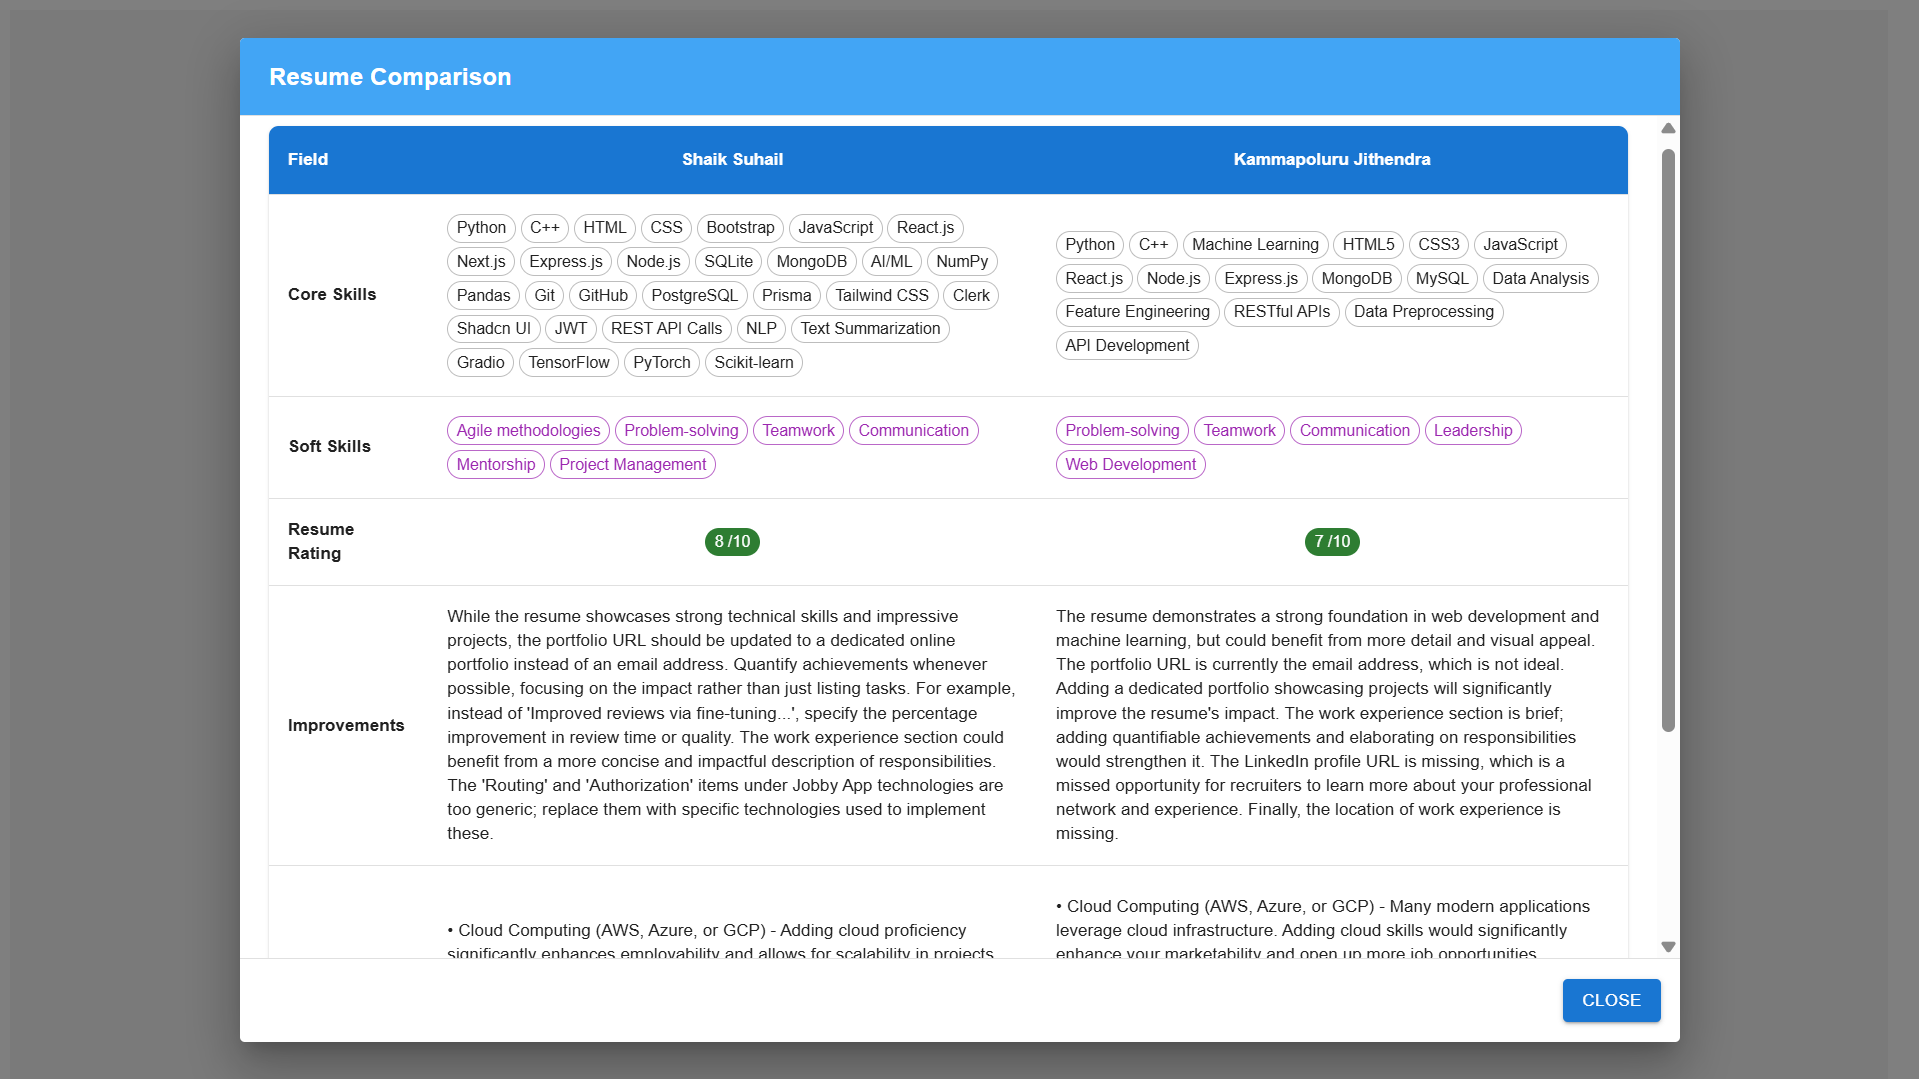 Resume Comparison
Field Shaik Suhail Kammapoluru Jithendra
Core Skills
Python C++ HTML CSS Bootstrap JavaScript React.js
Next.js Express.js Node.js SQLite MongoDB AI/ML NumPy
Pandas Git GitHub PostgreSQL Prisma Tailwind CSS Clerk
Shadcn UI JWT REST API Calls NLP Text Summarization
Gradio TensorFlow PyTorch Scikit-learn
Python C++ Machine Learning HTML5 CSS3 JavaScript
React.js Node.js Express.js MongoDB MySQL Data Analysis
Feature Engineering RESTful APIs Data Preprocessing
API Development
Soft Skills
Agile methodologies Problem-solving Teamwork Communication
Mentorship Project Management
Problem-solving Teamwork Communication Leadership
Web Development
Resume
Rating
8 /10
7 /10
Improvements
While the resume showcases strong technical skills and impressive
projects, the portfolio URL should be updated to a dedicated online
portfolio instead of an email address. Quantify achievements whenever
possible, focusing on the impact rather than just listing tasks. For example,
instead of 'Improved reviews via fine-tuning...', specify the percentage
improvement in review time or quality. The work experience section could
benefit from a more concise and impactful description of responsibilities.
The 'Routing' and 'Authorization' items under Jobby App technologies are
too generic; replace them with specific technologies used to implement
these.
The resume demonstrates a strong foundation in web development and
machine learning, but could benefit from more detail and visual appeal.
The portfolio URL is currently the email address, which is not ideal.
Adding a dedicated portfolio showcasing projects will significantly
improve the resume's impact. The work experience section is brief;
adding quantifiable achievements and elaborating on responsibilities
would strengthen it. The LinkedIn profile URL is missing, which is a
missed opportunity for recruiters to learn more about your professional
network and experience. Finally, the location of work experience is
missing.
• Cloud Computing (AWS, Azure, or GCP) - Adding cloud proficiency
significantly enhances employability and allows for scalability in projects.
• Cloud Computing (AWS, Azure, or GCP) - Many modern applications
leverage cloud infrastructure. Adding cloud skills would significantly
enhance your marketability and open up more job opportunities.
CLOSE